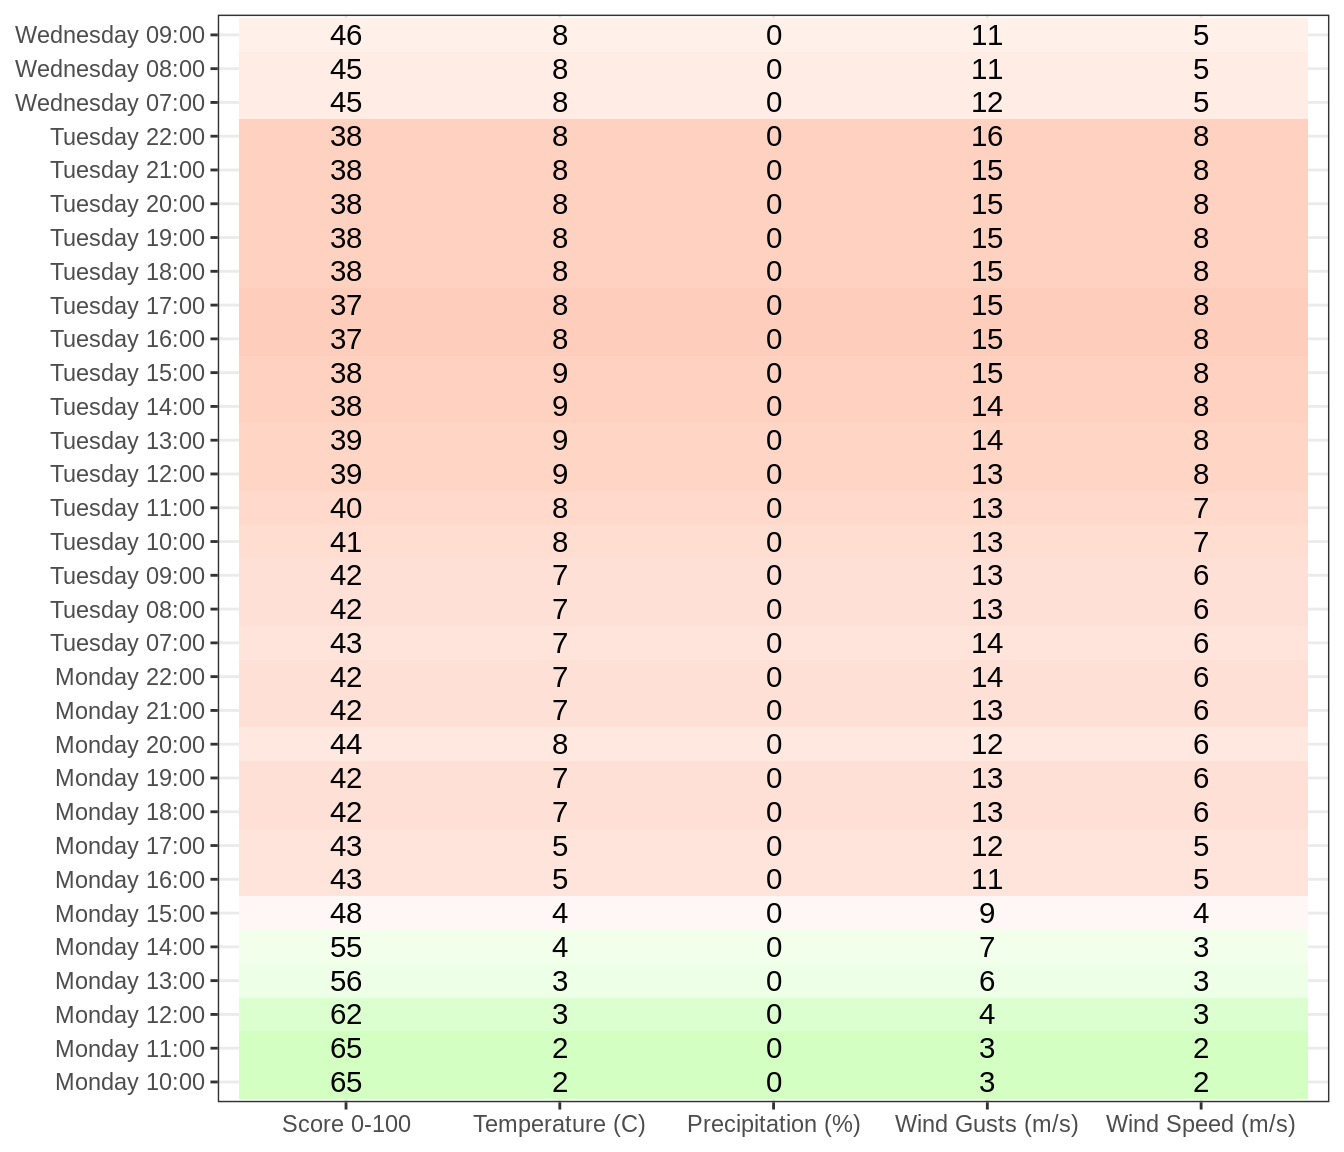 Wednesday 09:00 46 8 0 11 5
Wednesday 08:00 45 8 0 11 5
Wednesday 07:00 45 8 0 12 5
Tuesday 22:00 38 8 0 16 8
Tuesday 21:00 38 8 0 15 8
Tuesday 20:00 38 8 0 15 8
Tuesday 19:00 38 8 0 15 8
Tuesday 18:00 38 8 0 15 8
Tuesday 17:00 37 8 0 15 8
Tuesday 16:00 37 8 0 15 8
Tuesday 15:00 38 9 0 15 8
Tuesday 14:00 38 9 0 14 8
Tuesday 13:00 39 9 0 14 8
Tuesday 12:00 39 9 0 13 8
Tuesday 11:00 40 8 0 13 7
Tuesday 10:00 41 8 0 13 7
Tuesday 09:00 42 7 0 13 6
Tuesday 08:00 42 7 0 13 6
Tuesday 07:00 43 7 0 14 6
Monday 22:00 42 7 0 14 6
Monday 21:00 42 7 0 13 6
Monday 20:00 44 8 0 12 6
Monday 19:00 42 7 0 13 6
Monday 18:00 42 7 0 13 6
Monday 17:00 43 5 0 12 5
Monday 16:00 43 5 0 11 5
Monday 15:00 48 4 0 9 4
Monday 14:00 55 4 0 7 3
Monday 13:00 56 3 0 6 3
Monday 12:00 62 3 0 4 3
Monday 11:00 65 2 0 3 2
Monday 10:00 65 2 0 3 2
Score 0-100 Temperature (C) Precipitation (%) Wind Gusts (m/s) Wind Speed (m/s)